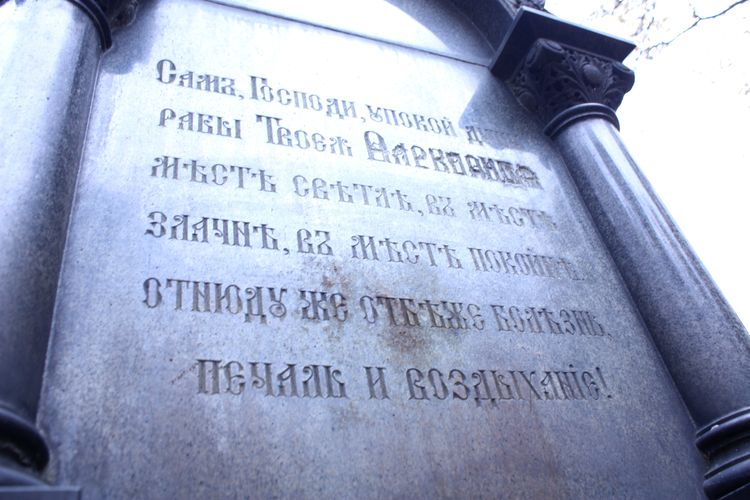 Самъ, Господи, упокой душу
рабы Твоея
мѣстѣ свѣтлѣ, въ мѣстѣ
злачнѣ, въ мѣстѣ покойнѣ,
отнюду же отбѣже болѣзнь,
печаль и воздыханіе!